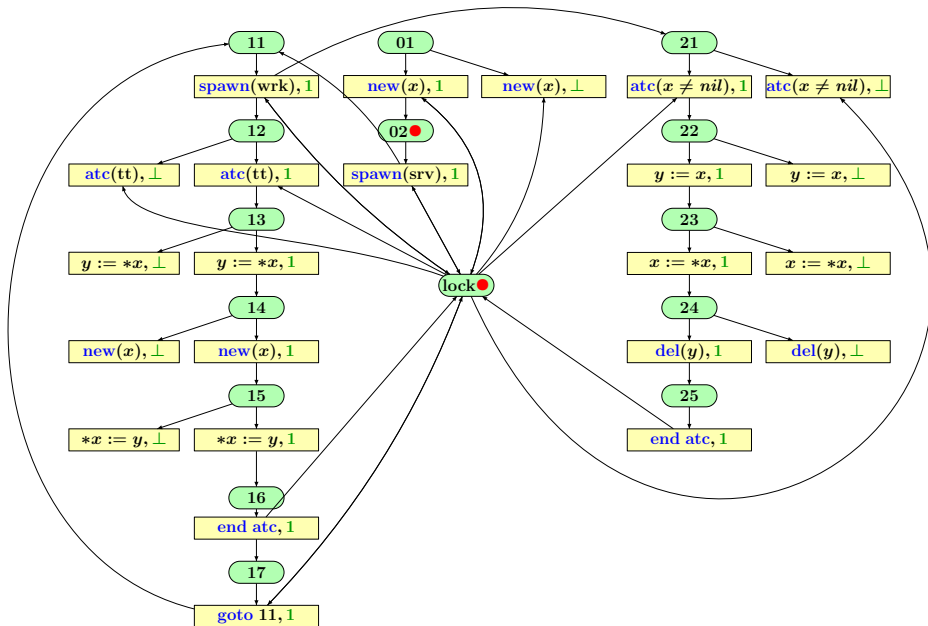 11
01
21
spawn(wrk), 1
new(x), 1
new(x), ⊥
atc(x ≠ nil), 1
atc(x ≠ nil), ⊥
12
02
22
atc(tt), ⊥
atc(tt), 1
spawn(srv), 1
y := x, 1
y := x, ⊥
13
23
y := *x, ⊥
y := *x, 1
x := *x, 1
x := *x, ⊥
lock
14
24
new(x), ⊥
new(x), 1
del(y), 1
del(y), ⊥
15
25
*x := y, ⊥
*x := y, 1
end atc, 1
16
end atc, 1
17
goto 11, 1